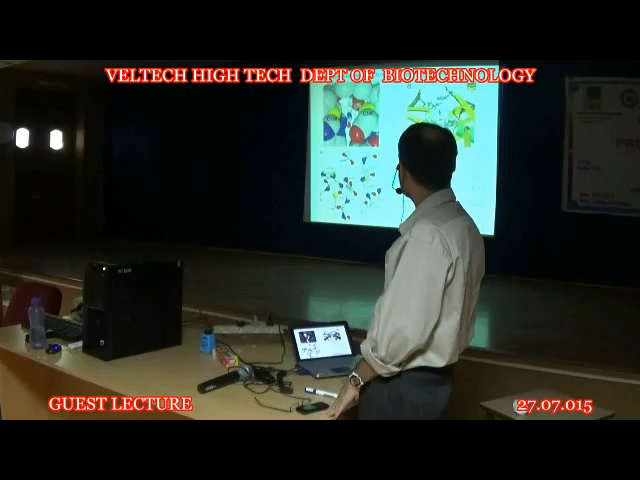 VELTECH HIGH TECH DEPT OF BIOTECHNOLOGY
GUEST LECTURE
27.07.015